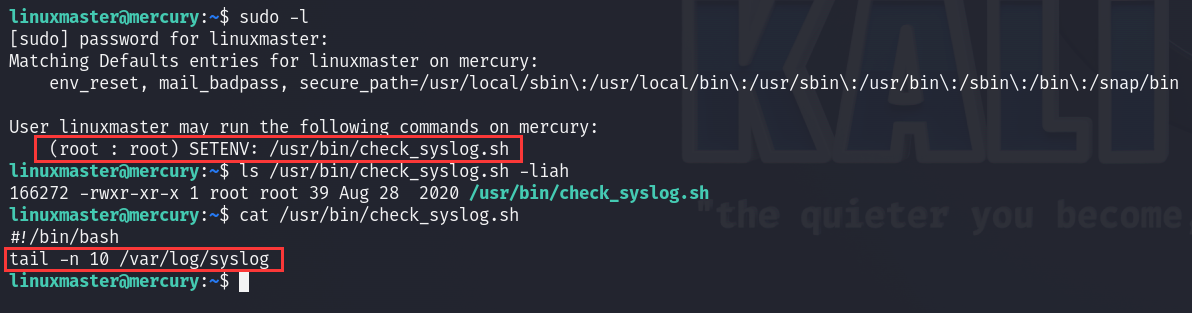 linuxmaster@mercury:~$ sudo -l
[sudo] password for linuxmaster:
Matching Defaults entries for linuxmaster on mercury:
    env_reset, mail_badpass, secure_path=/usr/local/sbin\:/usr/local/bin\:/usr/sbin\:/usr/bin\:/sbin\:/bin\:/snap/bin

User linuxmaster may run the following commands on mercury:
    (root : root) SETENV: /usr/bin/check_syslog.sh
linuxmaster@mercury:~$ ls /usr/bin/check_syslog.sh -liah
166272 -rwxr-xr-x 1 root root 39 Aug 28  2020 /usr/bin/check_syslog.sh
linuxmaster@mercury:~$ cat /usr/bin/check_syslog.sh
#!/bin/bash
tail -n 10 /var/log/syslog
linuxmaster@mercury:~$
KALI
"the quieter you become